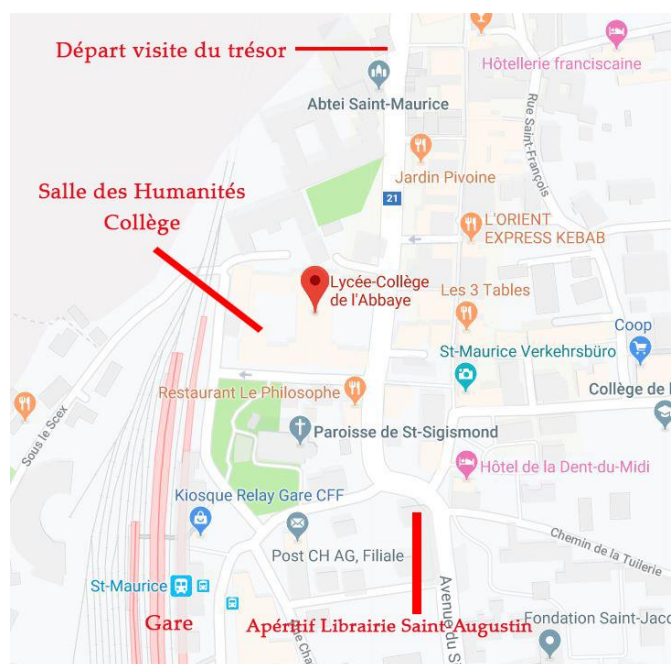 Départ visite du trésor
Hôtellerie franciscaine
Abtei Saint-Maurice
Rue Saint-François
Jardin Pivoine
Salle des Humanités
Collège
21
L'ORIENT
EXPRESS KEBAB
Lycée-Collège
de l'Abbaye
Les 3 Tables
Coop
St-Maurice Verkehrsbüro
Restaurant Le Philosophe
Collège de l
Sous le Scex
Paroisse de St-Sigismond
Hôtel de la Dent-du-Midi
Kiosque Relay Gare CFF
Post CH AG, Filiale
Chemin de la Tuilerie
St-Maurice
Gare
Apéritif Librairie Saint-Augustin
Avenue du S
Fondation Saint-Jacq